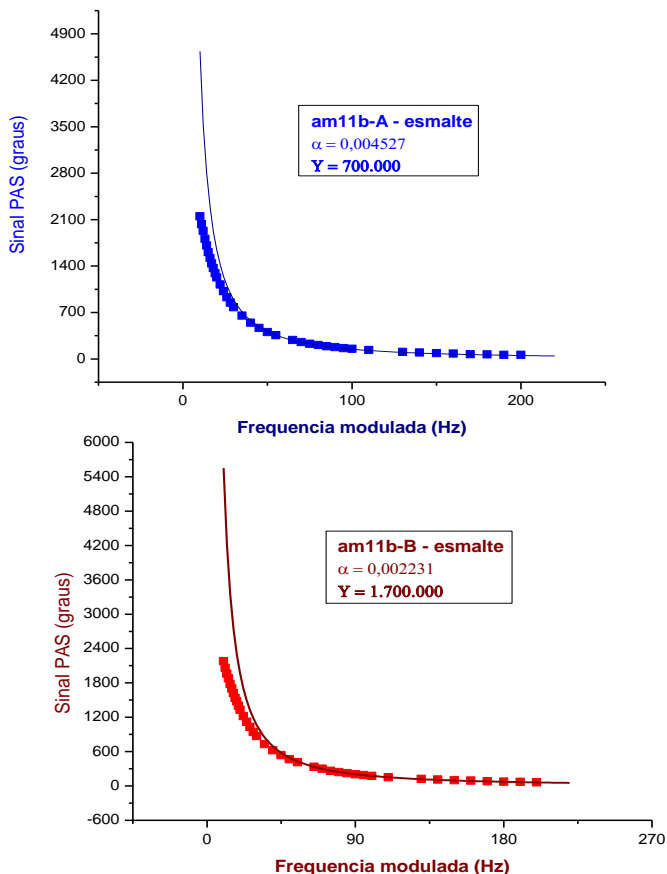 4900
4200
3500
2800
2100
1400
700
0
Sinal PAS (graus)
am11b-A - esmalte
α = 0,004527
Y = 700.000
0 100 200
Frequencia modulada (Hz)
6000
5400
4800
4200
3600
3000
2400
1800
1200
600
0
-600
Sinal PAS (graus)
am11b-B - esmalte
α = 0,002231
Y = 1.700.000
0 90 180 270
Frequencia modulada (Hz)